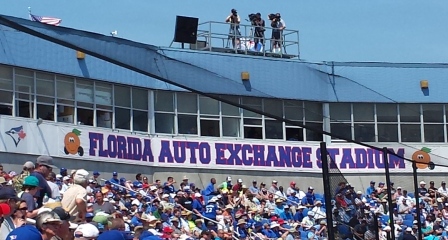 FLORIDA AUTO EXCHANGE STADIUM